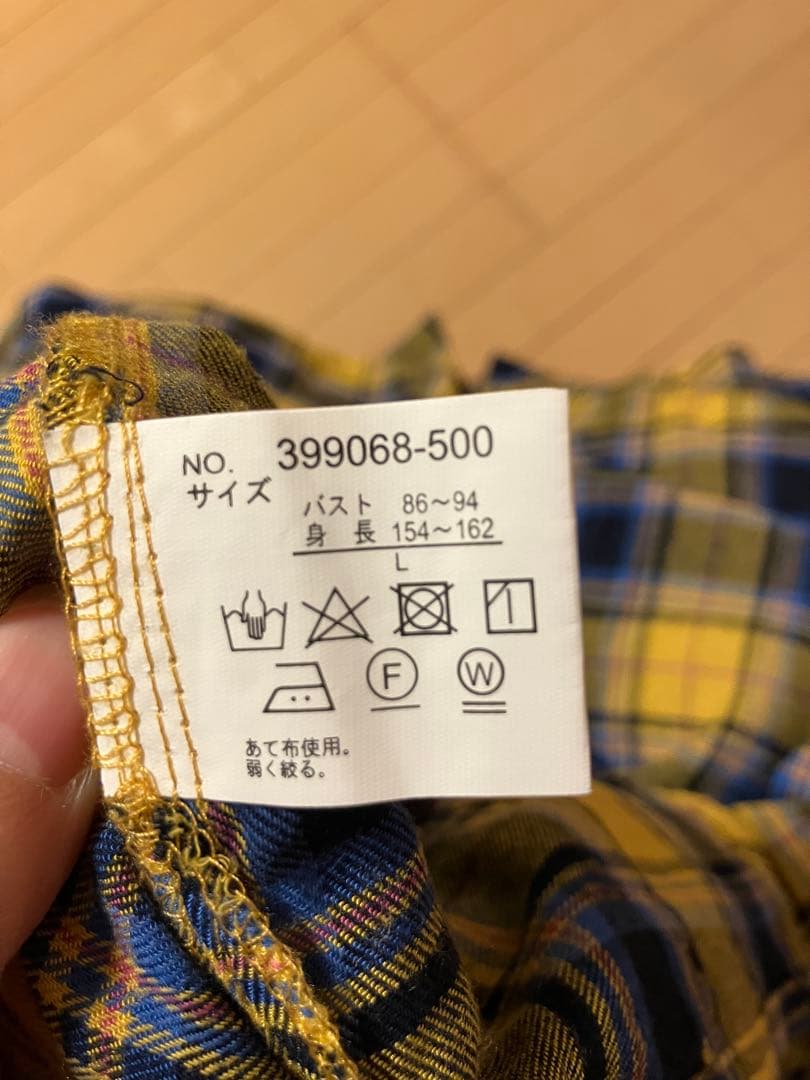 NO. 399068-500
サイズ
バスト 86～94
身 長 154～162
L
F W
あて布使用。
弱く絞る。